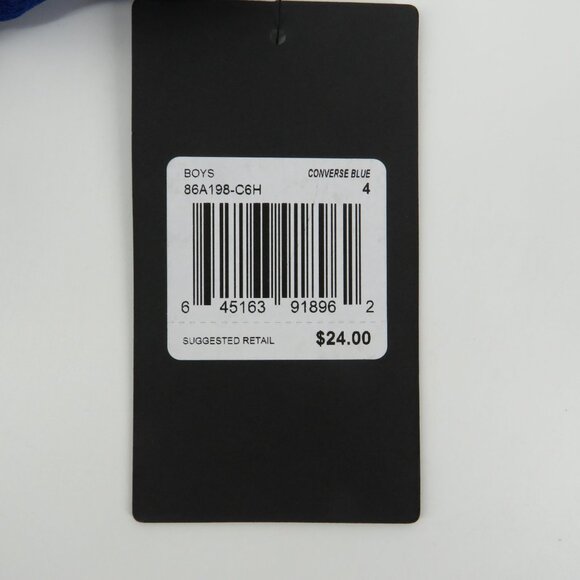 BOYS CONVERSE BLUE
86A198-C6H 4
6 45163 91896 2
SUGGESTED RETAIL $24.00